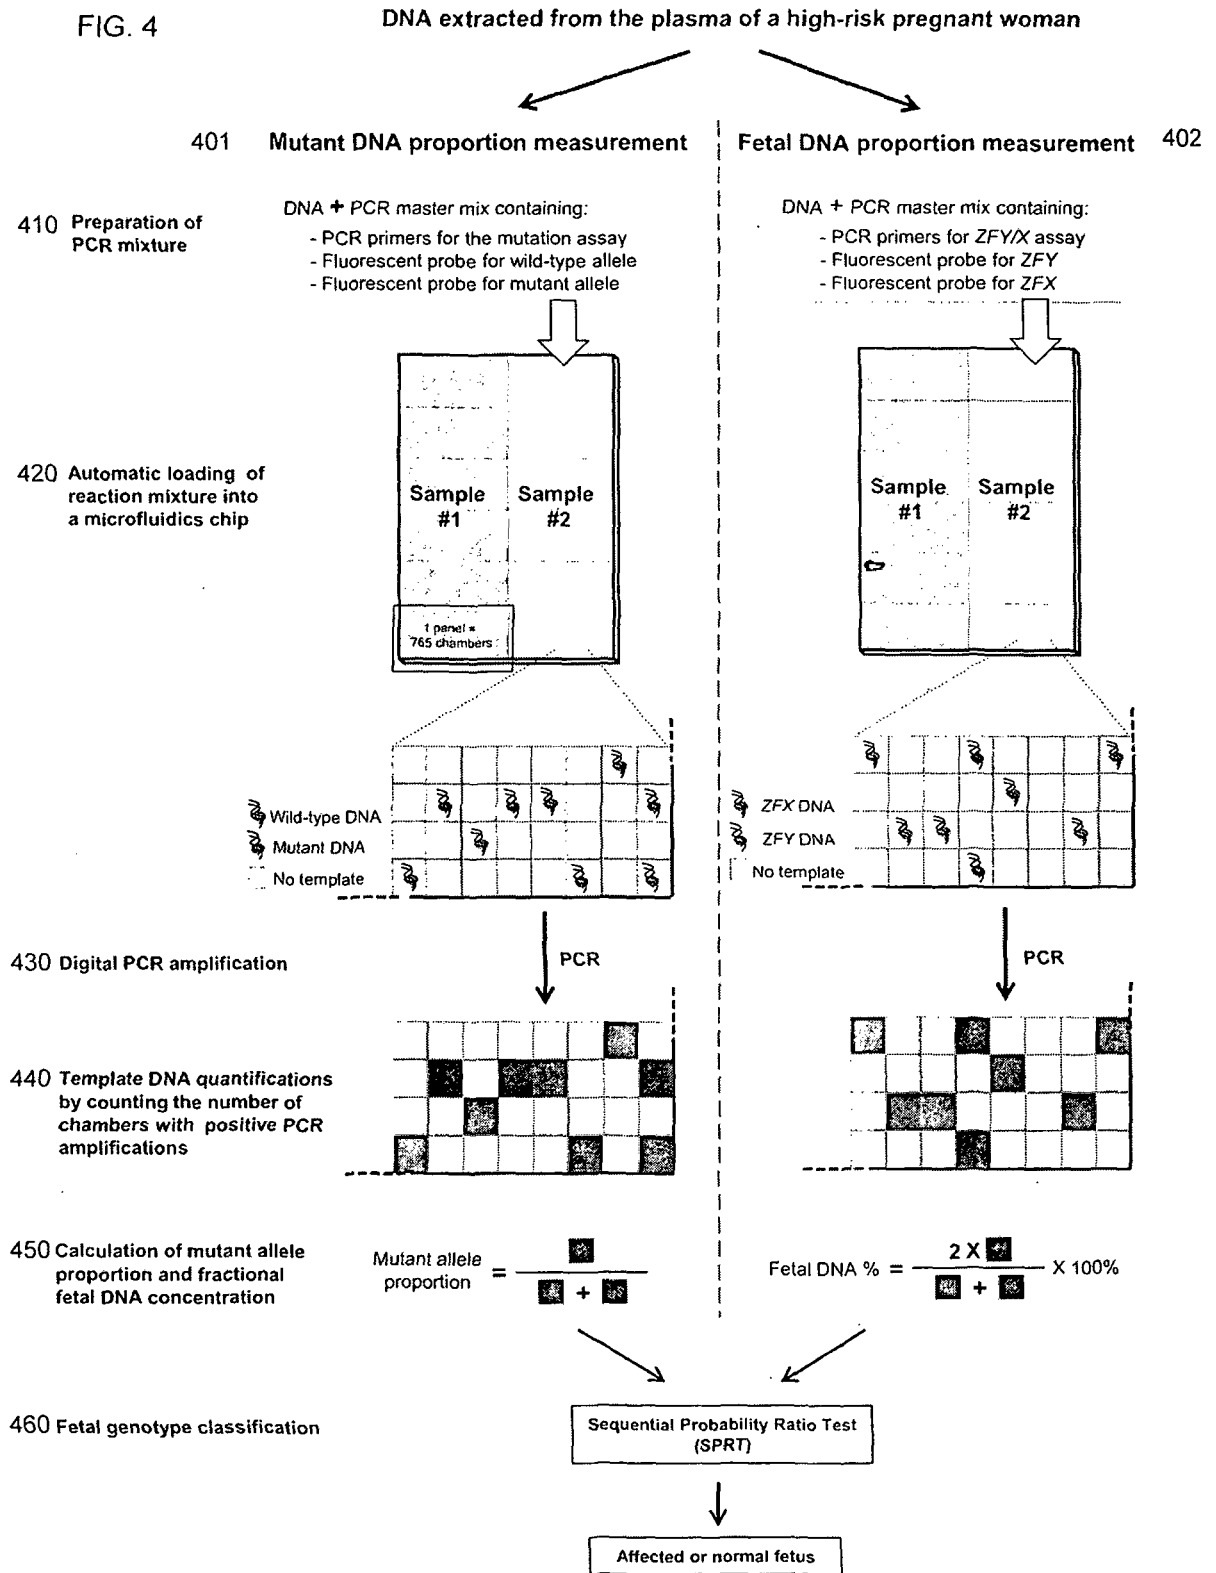 FIG. 4
DNA extracted from the plasma of a high-risk pregnant woman
401 Mutant DNA proportion measurement
Fetal DNA proportion measurement 402
410 Preparation of
PCR mixture
DNA + PCR master mix containing:
- PCR primers for the mutation assay
- Fluorescent probe for wild-type allele
- Fluorescent probe for mutant allele
DNA + PCR master mix containing:
- PCR primers for ZFY/X assay
- Fluorescent probe for ZFY
- Fluorescent probe for ZFX
420 Automatic loading of
reaction mixture into
a microfluidics chip
Sample
#1
Sample
#2
1 panel =
765 chambers
Sample
#1
Sample
#2
Wild-type DNA
Mutant DNA
No template
ZFX DNA
ZFY DNA
No template
430 Digital PCR amplification
PCR
PCR
440 Template DNA quantifications
by counting the number of
chambers with positive PCR
amplifications
450 Calculation of mutant allele
proportion and fractional
fetal DNA concentration
Mutant allele
proportion
=
+
Fetal DNA % =
2 X
+
X 100%
460 Fetal genotype classification
Sequential Probability Ratio Test
(SPRT)
Affected or normal fetus